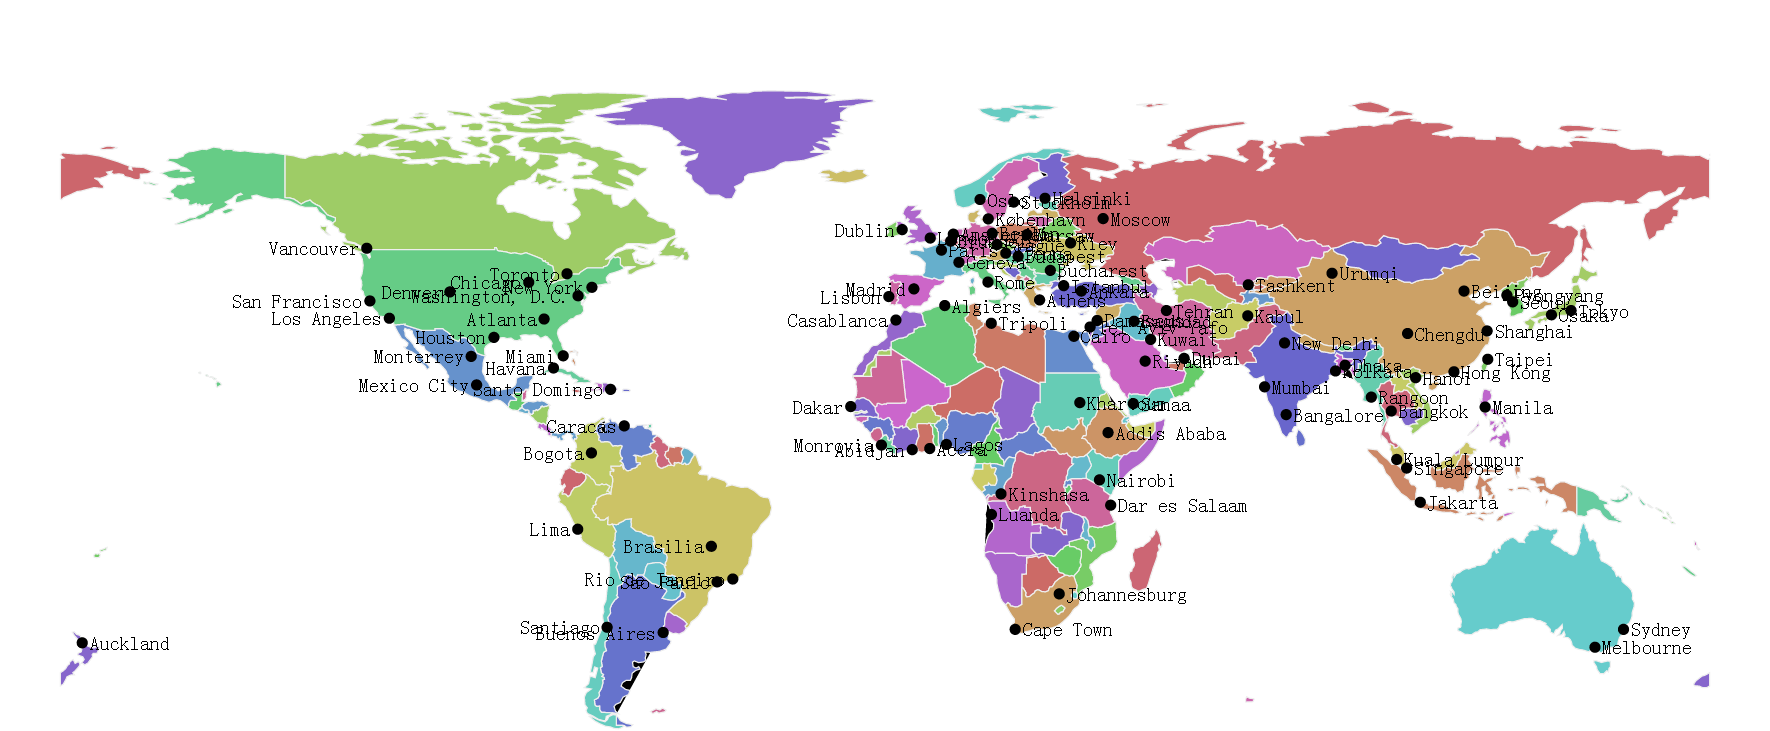 Helsinki
Oslo
Stockholm
København
Moscow
Dublin
Berlin
Warsaw
Kiev
Vancouver
Paris
Prague
Budapest
Geneva
Bucharest
Toronto
Urumqi
Chicago
Denver
New York
Washington, D.C.
Rome
Istanbul
Ankara
Tashkent
Madrid
Lisbon
Beijing
Pyongyang
Seoul
San Francisco
Los Angeles
Athens
Algiers
Tehran
Kabul
Tokyo
Osaka
Atlanta
Casablanca
Tripoli
Damascus
Baghdad
Tel Aviv-Yafo
Chengdu
Shanghai
Houston
Cairo
Kuwait
New Delhi
Monterrey
Miami
Havana
Riyadh
Dubai
Dhaka
Kolkata
Taipei
Hong Kong
Hanoi
Mexico City
Santo Domingo
Mumbai
Rangoon
Dakar
Khartoum
Sanaa
Bangalore
Bangkok
Manila
Caracas
Addis Ababa
Monrovia
Abidjan
Accra
Lagos
Bogota
Kuala Lumpur
Singapore
Nairobi
Kinshasa
Jakarta
Dar es Salaam
Luanda
Lima
Brasilia
Rio de Janeiro
Sao Paulo
Johannesburg
Santiago
Buenos Aires
Cape Town
Sydney
Auckland
Melbourne